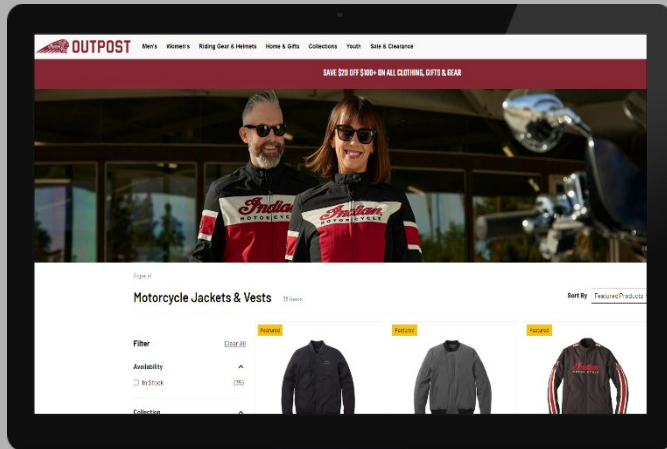 OUTPOST
Men's Women's Riding Gear & Helmets Home & Gifts Collections Youth Sale & Clearance
SAVE $20 OFF $100+ ON ALL CLOTHING, GIFTS & GEAR
Indian
MOTORCYCLE
Indian
MOTORCYCLE
Apparel
Motorcycle Jackets & Vests
items
Sort By Featured Products
Filter Clear All
Featured
Featured
Featured
Availability
In Stock (35)
Indian
Collection